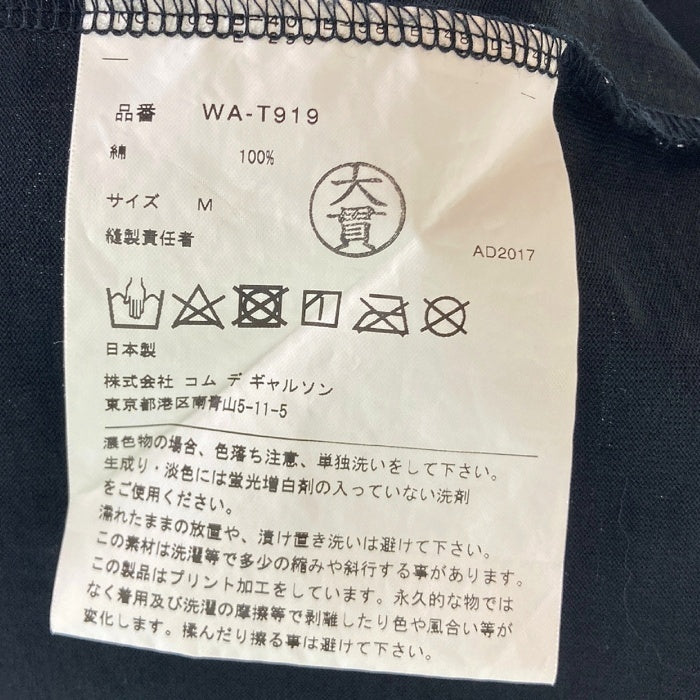 品番 WA-T919
綿 100%
サイズ M
大貫
縫製責任者
AD2017
日本製
株式会社 コム デ ギャルソン
東京都港区南青山5-11-5
濃色物の場合、色落ち注意、単独洗いをして下さい。
生成り・淡色には蛍光増白剤の入っていない洗剤
をご使用ください。
濡れたままの放置や、漬け置き洗いは避けて下さい。
この素材は洗濯等で多少の縮みや斜行する事があります。
この製品はプリント加工をしています。永久的な物では
なく着用及び洗濯の摩擦等で剥離したり色や風合い等が
変化します。揉んだり擦る事は避けて下さい。